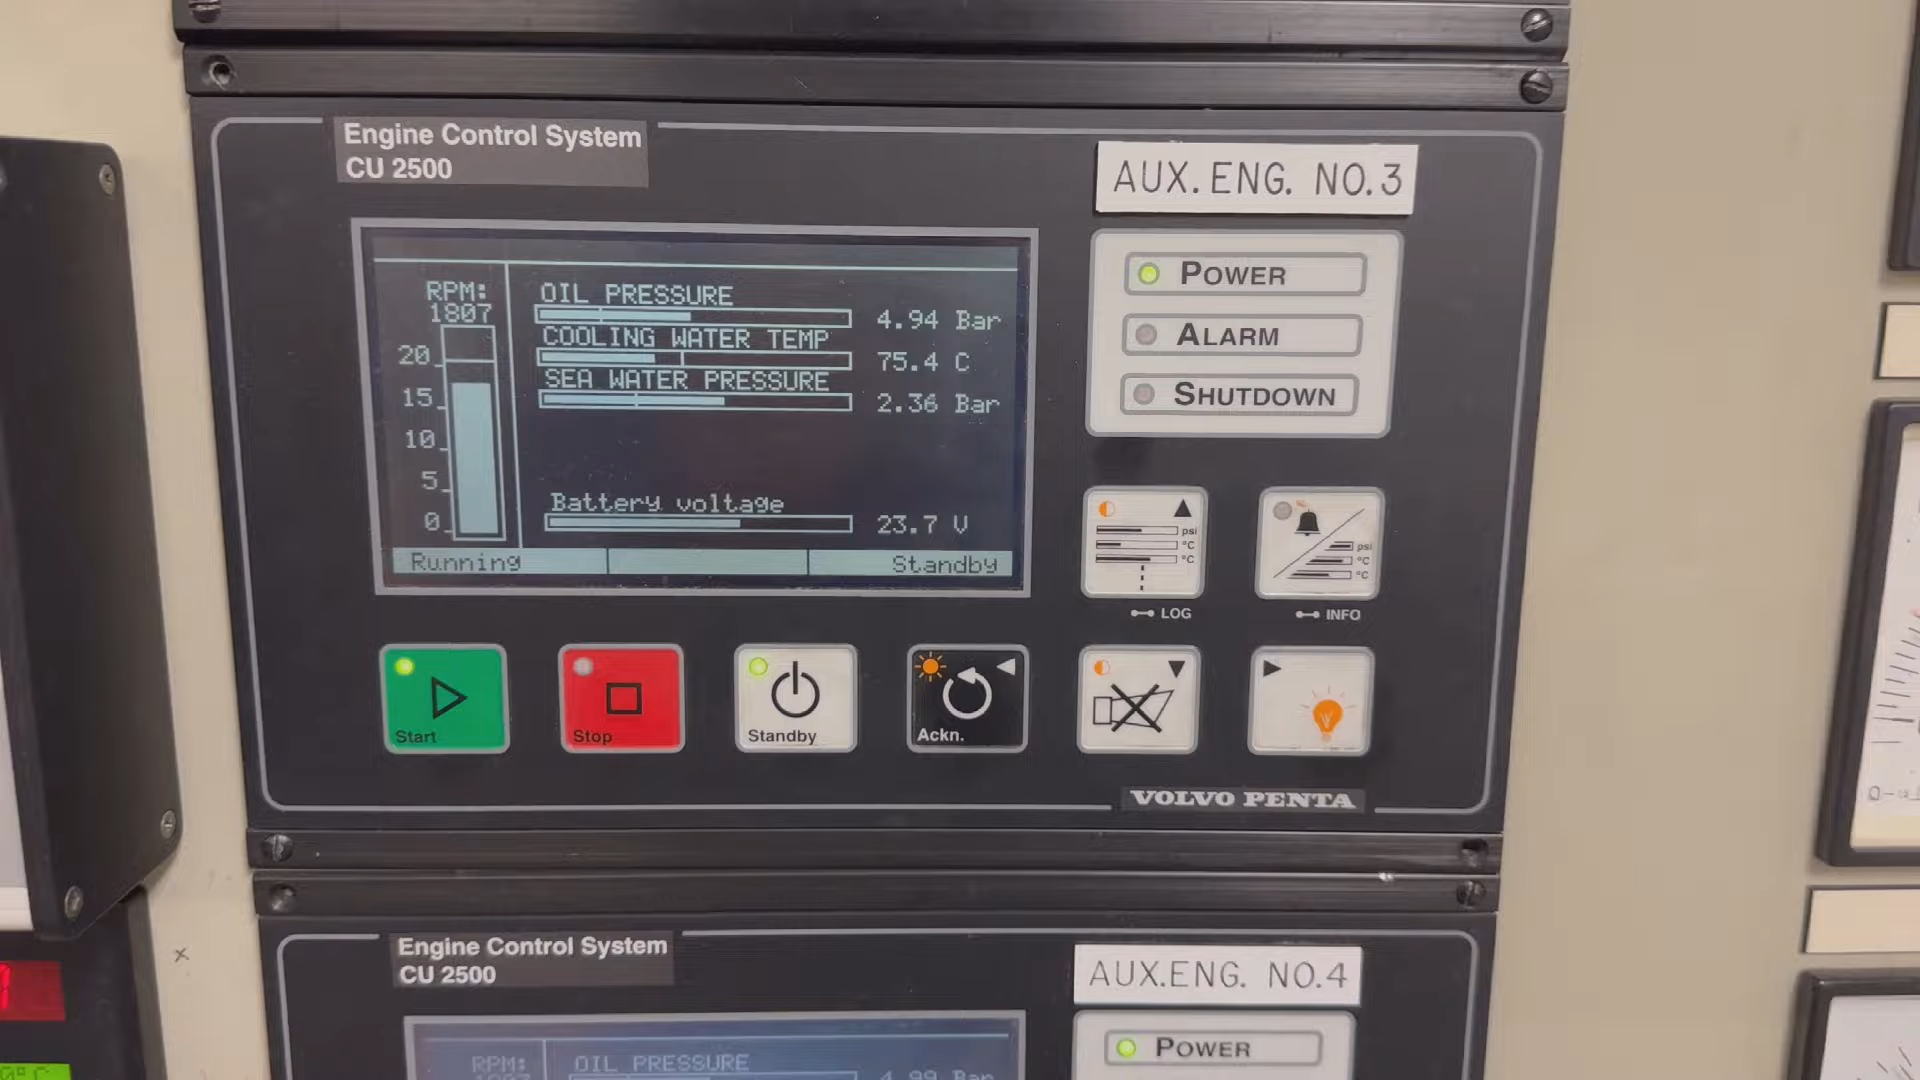 Engine Control System
CU 2500
AUX. ENG. NO.3
RPM:
1807
20
15
10
5
0
OIL PRESSURE
4.94 Bar
COOLING WATER TEMP
75.4 C
SEA WATER PRESSURE
2.36 Bar
Battery voltage
23.7 V
Running
Standby
POWER
ALARM
SHUTDOWN
psi
°C
°C
LOG
psi
°C
°C
INFO
Start
Stop
Standby
Ackn.
VOLVO PENTA
Engine Control System
CU 2500
AUX.ENG. NO.4
POWER
RPM:
OIL PRESSURE
4.99 Bar